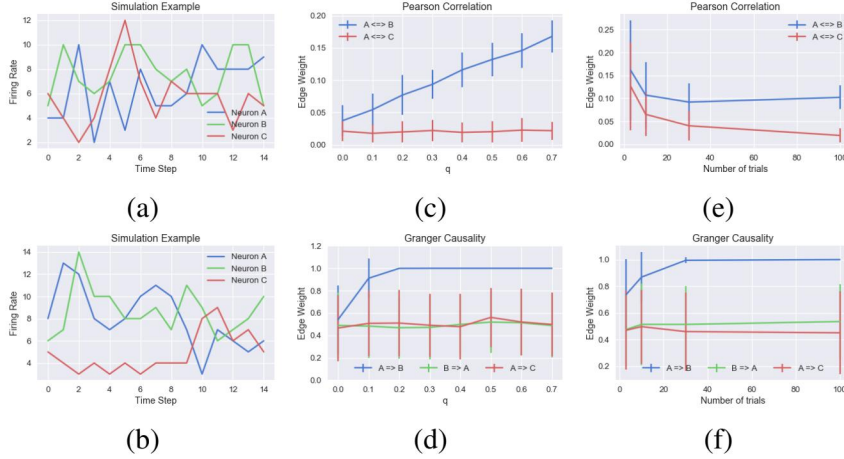 Simulation Example
12
10
8
6
4
2
Firing Rate
Neuron A
Neuron B
Neuron C
0 2 4 6 8 10 12 14
Time Step
(a)
Pearson Correlation
0.20
0.15
0.10
0.05
0.00
Edge Weight
A <=> B
A <=> C
0.0 0.1 0.2 0.3 0.4 0.5 0.6 0.7
q
(c)
Pearson Correlation
0.25
0.20
0.15
0.10
0.05
0.00
Edge Weight
A <=> B
A <=> C
0 20 40 60 80 100
Number of trials
(e)
Simulation Example
14
12
10
8
6
4
Firing Rate
Neuron A
Neuron B
Neuron C
0 2 4 6 8 10 12 14
Time Step
(b)
Granger Causality
1.2
1.0
0.8
0.6
0.4
0.2
0.0
Edge Weight
A => B B => A A => C
0.0 0.1 0.2 0.3 0.4 0.5 0.6 0.7
q
(d)
Granger Causality
1.0
0.8
0.6
0.4
0.2
Edge Weight
A => B B => A A => C
0 20 40 60 80 100
Number of trials
(f)